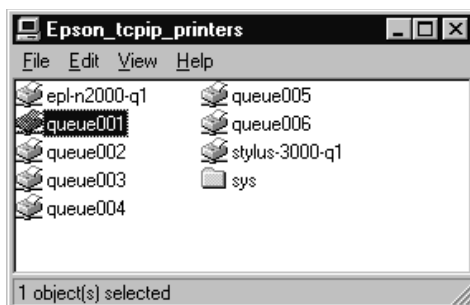 Epson_tcpip_printers
File Edit View Help
epl-n2000-q1
queue001
queue002
queue003
queue004
queue005
queue006
stylus-3000-q1
sys
1 object(s) selected